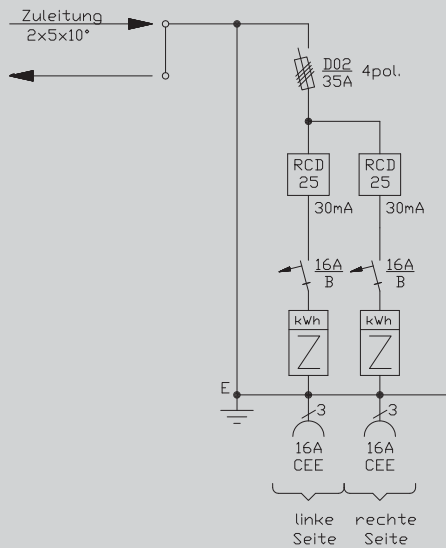 Zuleitung
2x5x10°
D02
35A
4pol.
RCD
25
RCD
25
30mA
30mA
16A
B
16A
B
kWh
kWh
Z
Z
E
3
3
16A
CEE
16A
CEE
linke
Seite
rechte
Seite